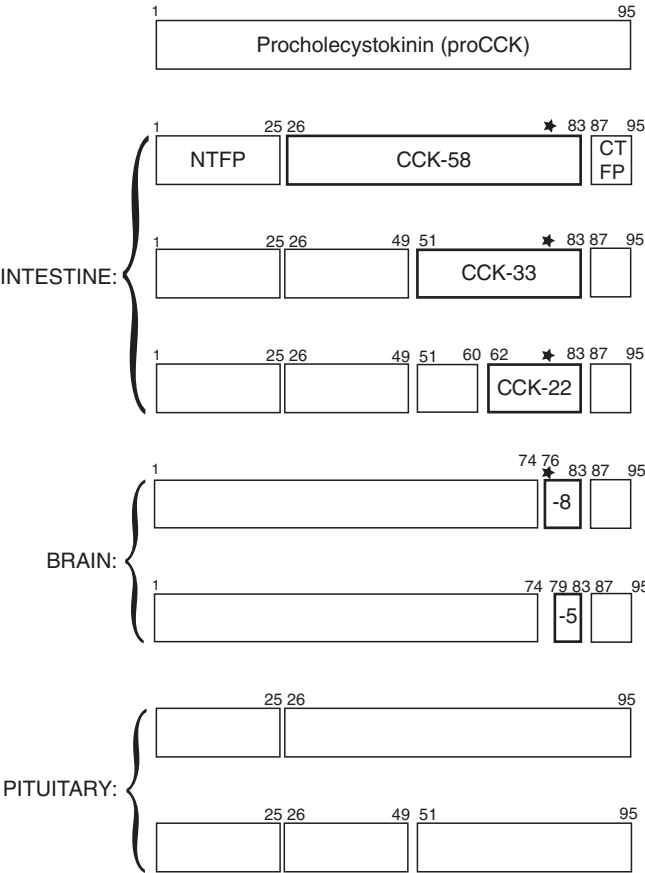 1 95
Procholecystokinin (proCCK)
1 25 26 83 87 95
NTFP CCK-58 CT
FP
1 25 26 49 51 83 87 95
INTESTINE: CCK-33
1 25 26 49 51 60 62 83 87 95
CCK-22
74 76
1 83 87 95
-8
BRAIN:
1 74 79 83 87 95
-5
25 26 95
PITUITARY:
25 26 49 51 95